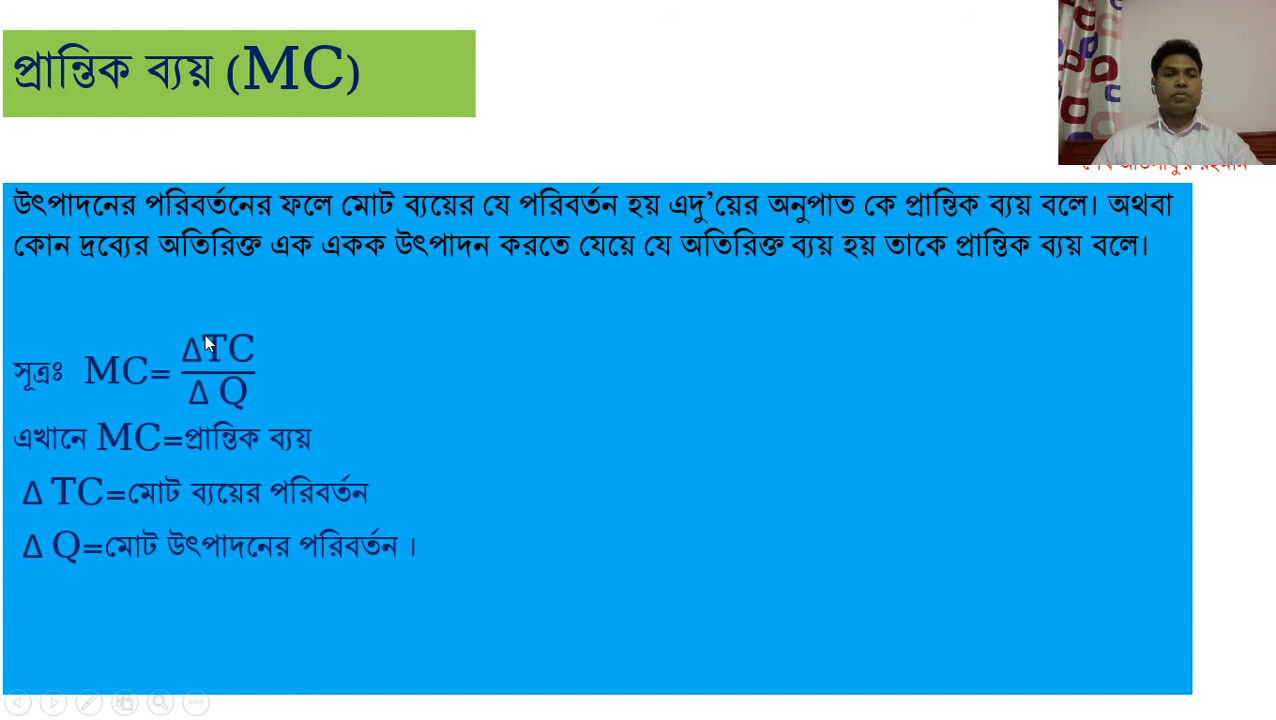 প্রান্তিক ব্যয় (MC)
উৎপাদনের পরিবর্তনের ফলে মোট ব্যয়ের যে পরিবর্তন হয় এদু’য়ের অনুপাত কে প্রান্তিক ব্যয় বলে। অথবা
কোন দ্রব্যের অতিরিক্ত এক একক উৎপাদন করতে যেয়ে যে অতিরিক্ত ব্যয় হয় তাকে প্রান্তিক ব্যয় বলে।
সূত্রঃ MC= ΔTC
Δ Q
এখানে MC=প্রান্তিক ব্যয়
Δ TC=মোট ব্যয়ের পরিবর্তন
Δ Q=মোট উৎপাদনের পরিবর্তন ।